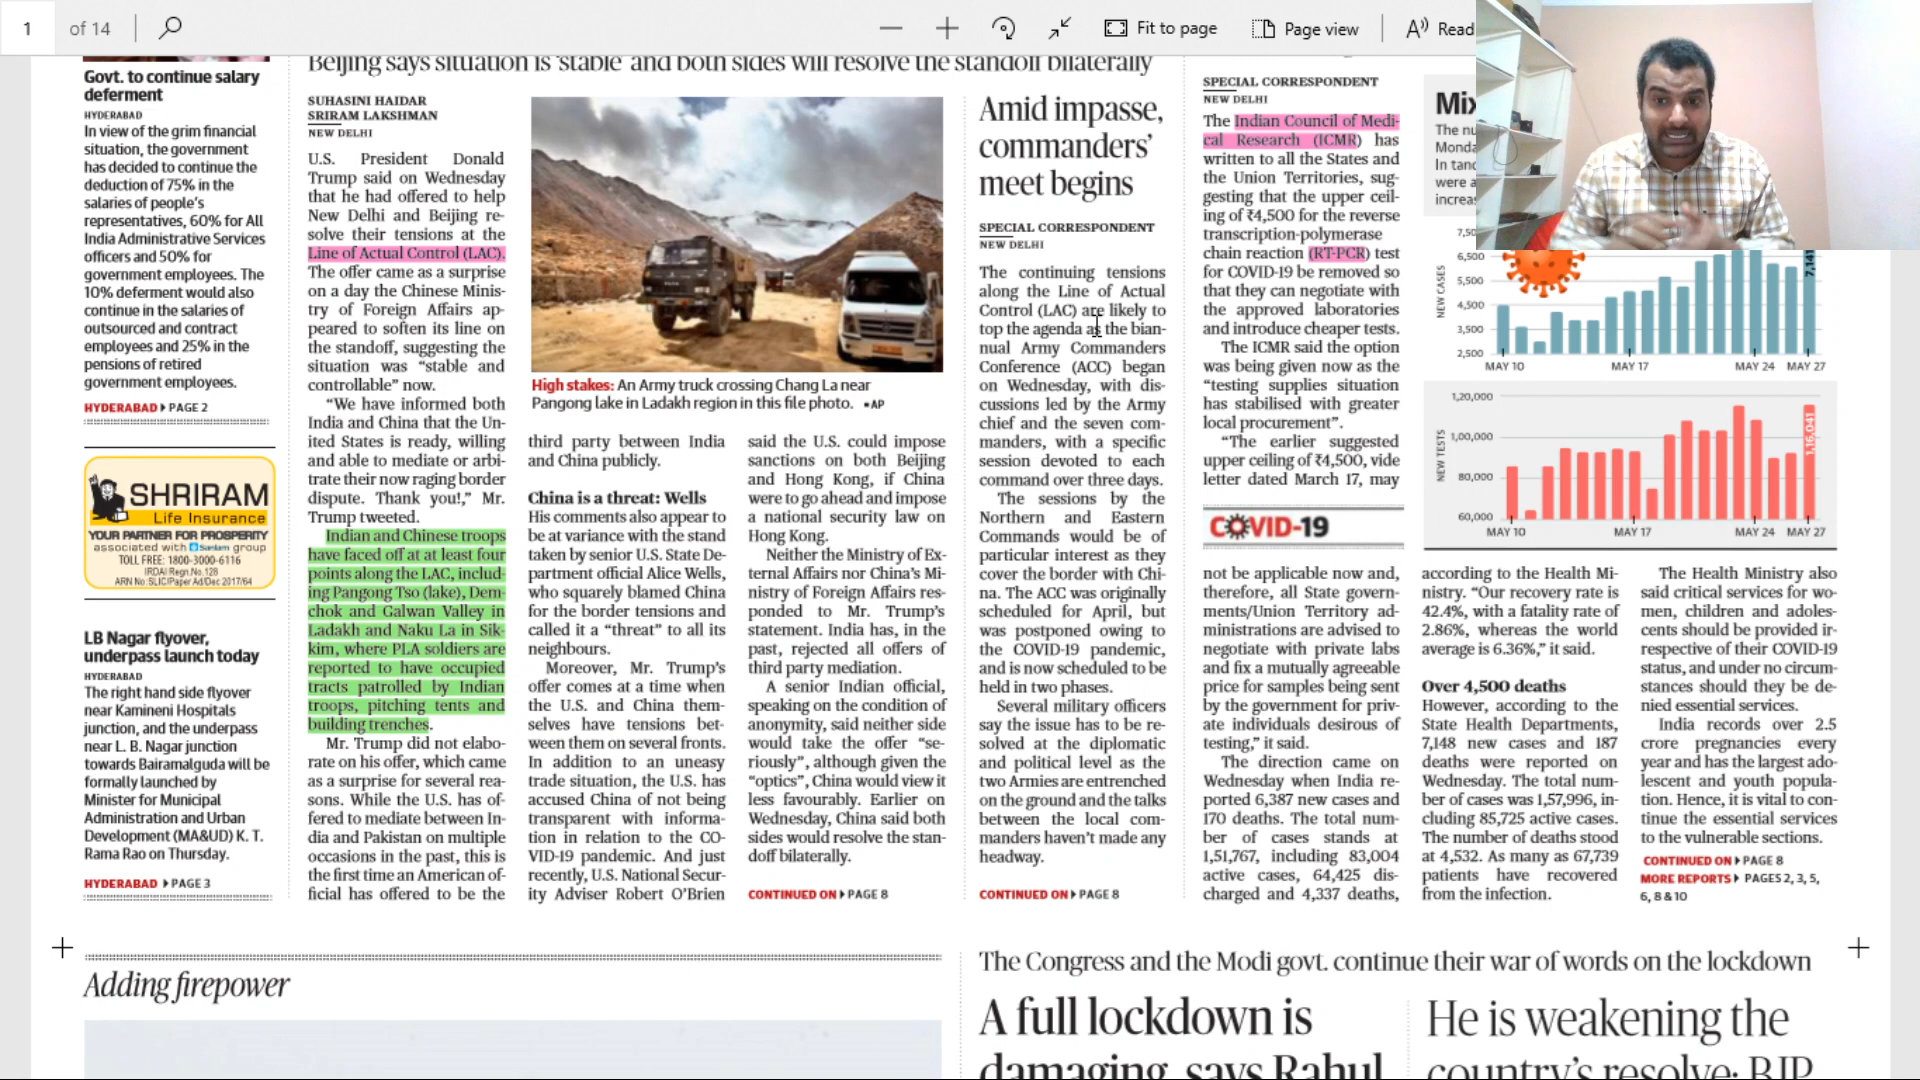 1
of 14
Fit to page
Page view
Read
Govt. to continue salary
deferment
HYDERABAD
In view of the grim financial
situation, the government
has decided to continue the
deduction of 75% in the
salaries of people's
representatives, 60% for All
India Administrative Services
officers and 50% for
government employees. The
10% deferment would also
continue in the salaries of
outsourced and contract
employees and 25% in the
pensions of retired
government employees.
HYDERABAD PAGE 2
SHRIRAM
Life Insurance
YOUR PARTNER FOR PROSPERITY
associated with Sanlam group
TOLL FREE: 1800-3000-6116
IRDAI Regn.No.128
ARN No:SLIC/Paper Ad/Dec 2017/64
LB Nagar flyover,
underpass launch today
HYDERABAD
The right hand side flyover
near Kamineni Hospitals
junction, and the underpass
near L. B. Nagar junction
towards Bairamalguda will be
formally launched by
Minister for Municipal
Administration and Urban
Development (MA&UD) K. T.
Rama Rao on Thursday.
HYDERABAD PAGE 3
Beijing says situation is 'stable' and both sides will resolve the standoff bilaterally
SUHASINI HAIDAR
SRIRAM LAKSHMAN
NEW DELHI
U.S. President Donald
Trump said on Wednesday
that he had offered to help
New Delhi and Beijing re-
solve their tensions at the
Line of Actual Control (LAC).
The offer came as a surprise
on a day the Chinese Minis-
try of Foreign Affairs ap-
peared to soften its line on
the standoff, suggesting the
situation was "stable and
controllable" now.
"We have informed both
India and China that the Un-
ited States is ready, willing
and able to mediate or arbi-
trate their now raging border
dispute. Thank you!," Mr.
Trump tweeted.
Indian and Chinese troops
have faced off at at least four
points along the LAC, includ-
ing Pangong Tso (lake), Dem-
chok and Galwan Valley in
Ladakh and Naku La in Sik-
kim, where PLA soldiers are
reported to have occupied
tracts patrolled by Indian
troops, pitching tents and
building trenches.
Mr. Trump did not elabo-
rate on his offer, which came
as a surprise for several rea-
sons. While the U.S. has of-
fered to mediate between In-
dia and Pakistan on multiple
occasions in the past, this is
the first time an American of-
ficial has offered to be the
High stakes: An Army truck crossing Chang La near
Pangong lake in Ladakh region in this file photo. •AP
third party between India
and China publicly.
China is a threat: Wells
His comments also appear to
be at variance with the stand
taken by senior U.S. State De-
partment official Alice Wells,
who squarely blamed China
for the border tensions and
called it a "threat" to all its
neighbours.
Moreover, Mr. Trump's
offer comes at a time when
the U.S. and China them-
selves have tensions bet-
ween them on several fronts.
In addition to an uneasy
trade situation, the U.S. has
accused China of not being
transparent with informa-
tion in relation to the CO-
VID-19 pandemic. And just
recently, U.S. National Secur-
ity Adviser Robert O'Brien
said the U.S. could impose
sanctions on both Beijing
and Hong Kong, if China
were to go ahead and impose
a national security law on
Hong Kong.
Neither the Ministry of Ex-
ternal Affairs nor China's Mi-
nistry of Foreign Affairs res-
ponded to Mr. Trump's
statement. India has, in the
past, rejected all offers of
third party mediation.
A senior Indian official,
speaking on the condition of
anonymity, said neither side
would take the offer "se-
riously", although given the
"optics", China would view it
less favourably. Earlier on
Wednesday, China said both
sides would resolve the stan-
doff bilaterally.
CONTINUED ON PAGE 8
Amid impasse,
commanders'
meet begins
SPECIAL CORRESPONDENT
NEW DELHI
The continuing tensions
along the Line of Actual
Control (LAC) are likely to
top the agenda as the bian-
nual Army Commanders
Conference (ACC) began
on Wednesday, with dis-
cussions led by the Army
chief and the seven com-
manders, with a specific
session devoted to each
command over three days.
The sessions by the
Northern and Eastern
Commands would be of
particular interest as they
cover the border with Chi-
na. The ACC was originally
scheduled for April, but
was postponed owing to
the COVID-19 pandemic,
and is now scheduled to be
held in two phases.
Several military officers
say the issue has to be re-
solved at the diplomatic
and political level as the
two Armies are entrenched
on the ground and the talks
between the local com-
manders haven't made any
headway.
CONTINUED ON PAGE 8
SPECIAL CORRESPONDENT
NEW DELHI
The Indian Council of Medi-
cal Research (ICMR) has
written to all the States and
the Union Territories, sug-
gesting that the upper ceil-
ing of ₹4,500 for the reverse
transcription-polymerase
chain reaction (RT-PCR) test
for COVID-19 be removed so
that they can negotiate with
the approved laboratories
and introduce cheaper tests.
The ICMR said the option
was being given now as the
"testing supplies situation
has stabilised with greater
local procurement".
"The earlier suggested
upper ceiling of ₹4,500, vide
letter dated March 17, may
COVID-19
not be applicable now and,
therefore, all State govern-
ments/Union Territory ad-
ministrations are advised to
negotiate with private labs
and fix a mutually agreeable
price for samples being sent
by the government for priv-
ate individuals desirous of
testing," it said.
The direction came on
Wednesday when India re-
ported 6,387 new cases and
170 deaths. The total num-
ber of cases stands at
1,51,767, including 83,004
active cases, 64,425 dis-
charged and 4,337 deaths,
Mix
The nu
Monda
In tand
were a
increas
7,50
6,500
5,500
4,500
3,500
2,500
NEW CASES
7,141
MAY 10 MAY 17 MAY 24 MAY 27
1,20,000
1,00,000
80,000
60,000
NEW TESTS
1,16,041
MAY 10 MAY 17 MAY 24 MAY 27
according to the Health Mi-
nistry. "Our recovery rate is
42.4%, with a fatality rate of
2.86%, whereas the world
average is 6.36%," it said.
Over 4,500 deaths
However, according to the
State Health Departments,
7,148 new cases and 187
deaths were reported on
Wednesday. The total num-
ber of cases was 1,57,996, in-
cluding 85,725 active cases.
The number of deaths stood
at 4,532. As many as 67,739
patients have recovered
from the infection.
The Health Ministry also
said critical services for wo-
men, children and adoles-
cents should be provided ir-
respective of their COVID-19
status, and under no circum-
stances should they be de-
nied essential services.
India records over 2.5
crore pregnancies every
year and has the largest ado-
lescent and youth popula-
tion. Hence, it is vital to con-
tinue the essential services
to the vulnerable sections.
CONTINUED ON PAGE 8
MORE REPORTS PAGES 2, 3, 5,
6, 8 & 10
Adding firepower
The Congress and the Modi govt. continue their war of words on the lockdown
A full lockdown is
damaging, says Rahul
He is weakening the
country's resolve: BJP